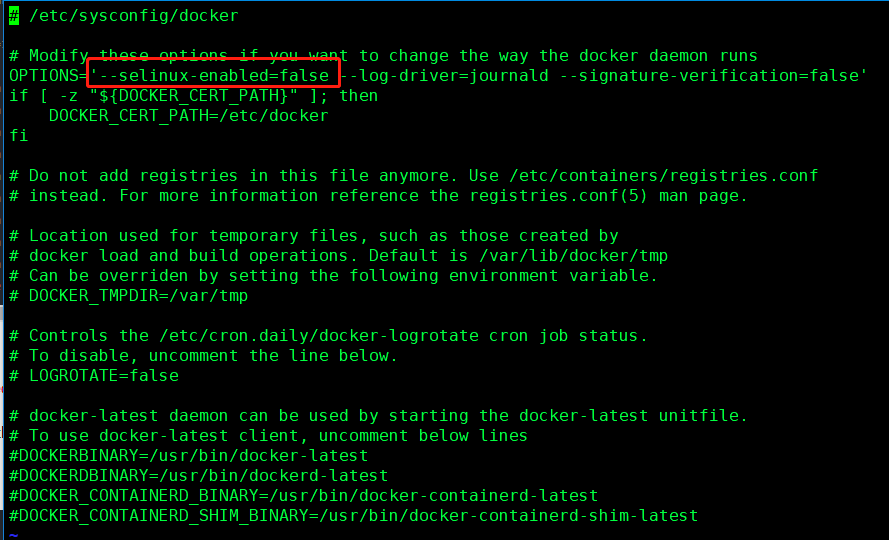 # /etc/sysconfig/docker
# Modify these options if you want to change the way the docker daemon runs
OPTIONS='--selinux-enabled=false --log-driver=journald --signature-verification=false'
if [ -z "${DOCKER_CERT_PATH}" ]; then
    DOCKER_CERT_PATH=/etc/docker
fi
# Do not add registries in this file anymore. Use /etc/containers/registries.conf
# instead. For more information reference the registries.conf(5) man page.
# Location used for temporary files, such as those created by
# docker load and build operations. Default is /var/lib/docker/tmp
# Can be overriden by setting the following environment variable.
# DOCKER_TMPDIR=/var/tmp
# Controls the /etc/cron.daily/docker-logrotate cron job status.
# To disable, uncomment the line below.
# LOGROTATE=false
# docker-latest daemon can be used by starting the docker-latest unitfile.
# To use docker-latest client, uncomment below lines
#DOCKERBINARY=/usr/bin/docker-latest
#DOCKERDBINARY=/usr/bin/dockerd-latest
#DOCKER_CONTAINERD_BINARY=/usr/bin/docker-containerd-latest
#DOCKER_CONTAINERD_SHIM_BINARY=/usr/bin/docker-containerd-shim-latest
~